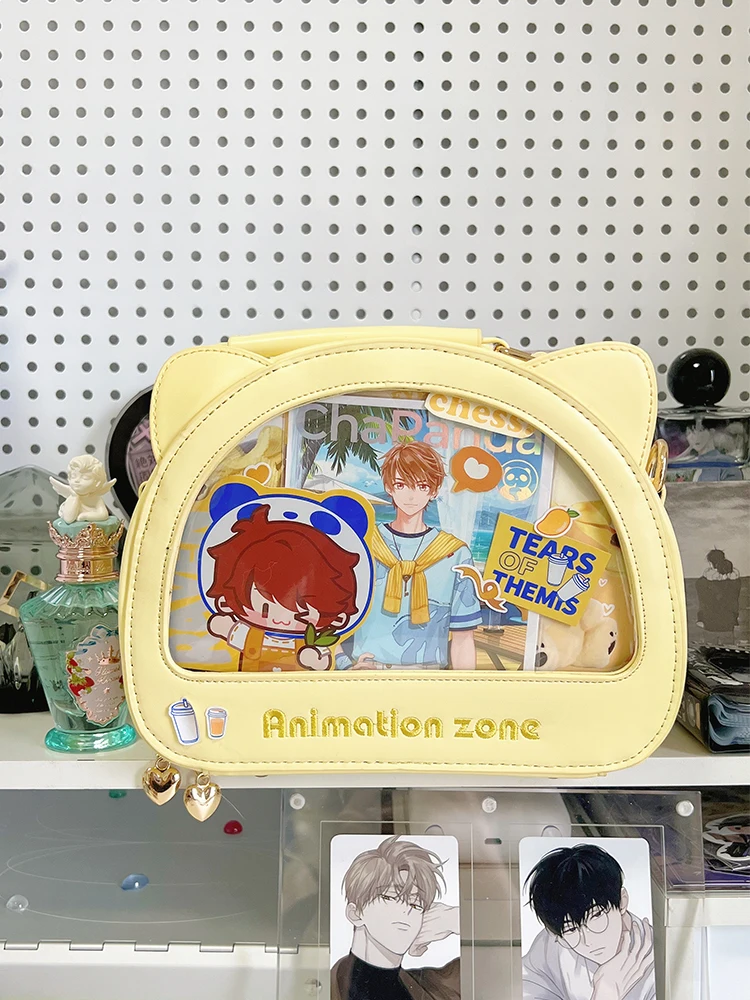 chess
ChaPanda
TEARS
OF
THEMIS
Animation zone